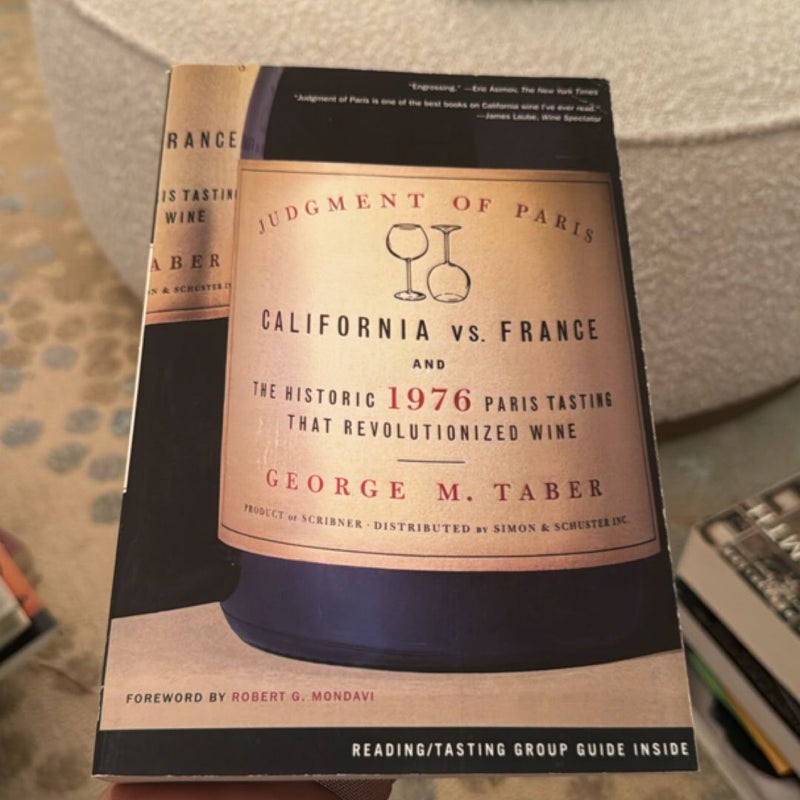 "Engrossing." —Eric Asimov, The New York Times
"Judgment of Paris is one of the best books on California wine I've ever read."
—James Laube, Wine Spectator
JUDGMENT OF PARIS
CALIFORNIA VS. FRANCE
AND
THE HISTORIC 1976 PARIS TASTING
THAT REVOLUTIONIZED WINE
GEORGE M. TABER
PRODUCT OF SCRIBNER · DISTRIBUTED BY SIMON & SCHUSTER INC.
FOREWORD BY ROBERT G. MONDAVI
READING/TASTING GROUP GUIDE INSIDE
RANCE
IS TASTIN
WINE
ABER
N & SCHUSTER IN